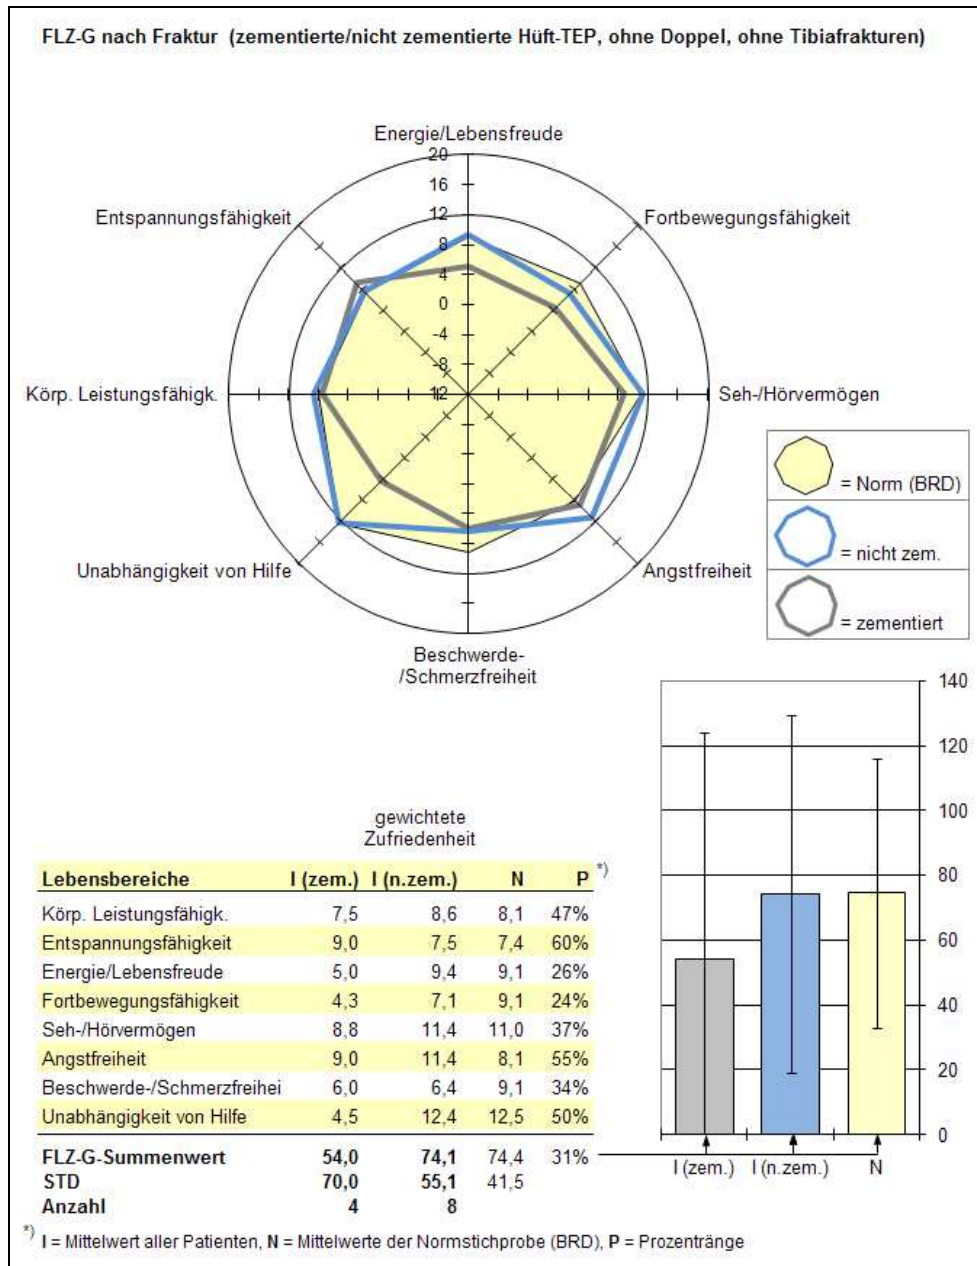 FLZ-G nach Fraktur (zementierte/nicht zementierte Hüft-TEP, ohne Doppel, ohne Tibiafrakturen)
Energie/Lebensfreude
20
16
12
8
4
0
-4
-8
12
Entspannungsfähigkeit
Fortbewegungsfähigkeit
Körp. Leistungsfähigk.
Seh-/Hörvermögen
Unabhängigkeit von Hilfe
Angstfreiheit
Beschwerde-
/Schmerzfreiheit
= Norm (BRD)
= nicht zem.
= zementiert
140
120
100
80
60
40
20
0
I (zem.) I (n.zem.) N
gewichtete
Zufriedenheit
Lebensbereiche I (zem.) I (n.zem.) N P *)
Körp. Leistungsfähigk. 7,5 8,6 8,1 47%
Entspannungsfähigkeit 9,0 7,5 7,4 60%
Energie/Lebensfreude 5,0 9,4 9,1 26%
Fortbewegungsfähigkeit 4,3 7,1 9,1 24%
Seh-/Hörvermögen 8,8 11,4 11,0 37%
Angstfreiheit 9,0 11,4 8,1 55%
Beschwerde-/Schmerzfreihei 6,0 6,4 9,1 34%
Unabhängigkeit von Hilfe 4,5 12,4 12,5 50%
FLZ-G-Summenwert 54,0 74,1 74,4 31%
STD 70,0 55,1 41,5
Anzahl 4 8
*) I = Mittelwert aller Patienten, N = Mittelwerte der Normstichprobe (BRD), P = Prozentränge